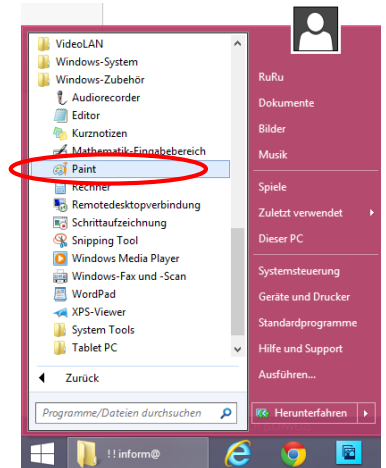 VideoLAN
Windows-System
Windows-Zubehör
Audiorecorder
Editor
Kurznotizen
Mathematik-Eingabebereich
Paint
Rechner
Remotedesktopverbindung
Schrittaufzeichnung
Snipping Tool
Windows Media Player
Windows-Fax und -Scan
WordPad
XPS-Viewer
System Tools
Tablet PC
Zurück
Programme/Dateien durchsuchen
RuRu
Dokumente
Bilder
Musik
Spiele
Zuletzt verwendet
Dieser PC
Systemsteuerung
Geräte und Drucker
Standardprogramme
Hilfe und Support
Ausführen...
Herunterfahren
!! inform@